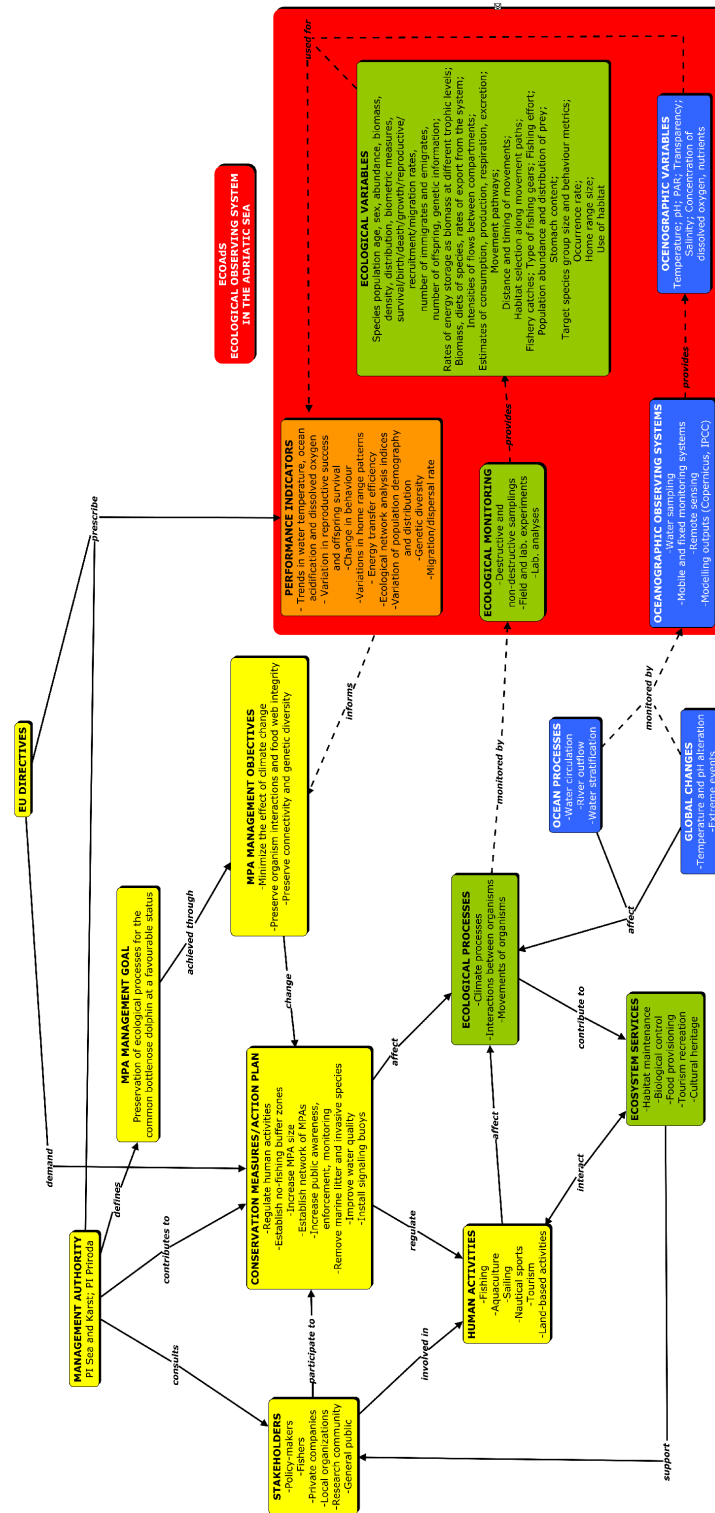 EU DIRECTIVES
demand
prescribe
MANAGEMENT AUTHORITY
PI Sea and Karst; PI Priroda
defines
consults
contributes to
MPA MANAGEMENT GOAL
Preservation of ecological processes for the
common bottlenose dolphin at a favourable status
achieved through
ECOAdS
ECOLOGICAL OBSERVING SYSTEM
IN THE ADRIATIC SEA
MPA MANAGEMENT OBJECTIVES
-Minimize the effect of climate change
-Preserve organism interactions and food web integrity
-Preserve connectivity and genetic diversity
change
informs
STAKEHOLDERS
-Policy-makers
-Fishers
-Private companies
-Local organizations
-Research community
-General public
participate to
involved in
CONSERVATION MEASURES/ACTION PLAN
-Regulate human activities
-Establish no-fishing buffer zones
-Increase MPA size
-Establish network of MPAs
-Increase public awareness,
enforcement, monitoring
-Remove marine litter and invasive species
-Improve water quality
-Install signaling buoys
regulate
affect
PERFORMANCE INDICATORS
- Trends in water temperature, ocean
acidification and dissolved oxygen
- Variation in reproductive success
and offspring survival
-Change in behaviour
-Variations in home range patterns
- Energy transfer efficiency
-Ecological network analysis indices
-Variation of population demography
and distribution
-Genetic diversity
-Migration/dispersal rate
used for
ECOLOGICAL VARIABLES
Species population age, sex, abundance, biomass,
density, distribution, biometric measures,
survival/birth/death/growth/reproductive/
recruitment/migration rates,
number of immigrates and emigrates,
number of offspring, genetic information;
Rates of energy storage as biomass at different trophic levels;
Biomass, diets of species, rates of export from the system;
Intensities of flows between compartments;
Estimates of consumption, production, respiration, excretion;
Movement pathways;
Distance and timing of movements;
Habitat selection along movement paths;
Fishery catches; Type of fishing gears; Fishing effort;
Population abundance and distribution of prey;
Stomach content;
Target species group size and behaviour metrics;
Occurrence rate;
Home range size;
Use of habitat
HUMAN ACTIVITIES
-Fishing
-Aquaculture
-Sailing
-Nautical sports
-Tourism
-Land-based activities
affect
interact
ECOLOGICAL PROCESSES
-Climate processes
-Interactions between organisms
-Movements of organisms
monitored by
contribute to
ECOLOGICAL MONITORING
-Destructive and
non-destructive samplings
-Field and lab. experiments
-Lab. analyses
provides
OCEAN PROCESSES
-Water circulation
-River outflow
-Water stratification
affect
monitored by
ECOSYSTEM SERVICES
-Habitat maintenance
-Biological control
-Food provisioning
-Tourism recreation
-Cultural heritage
support
GLOBAL CHANGES
-Temperature and pH alteration
-Extreme events
OCEANOGRAPHIC OBSERVING SYSTEMS
-Water sampling
-Mobile and fixed monitoring systems
-Remote sensing
-Modelling outputs (Copernicus, IPCC)
provides
OCENOGRAPHIC VARIABLES
Temperature; pH; PAR; Transparency;
Salinity; Concentration of
dissolved oxygen, nutrients